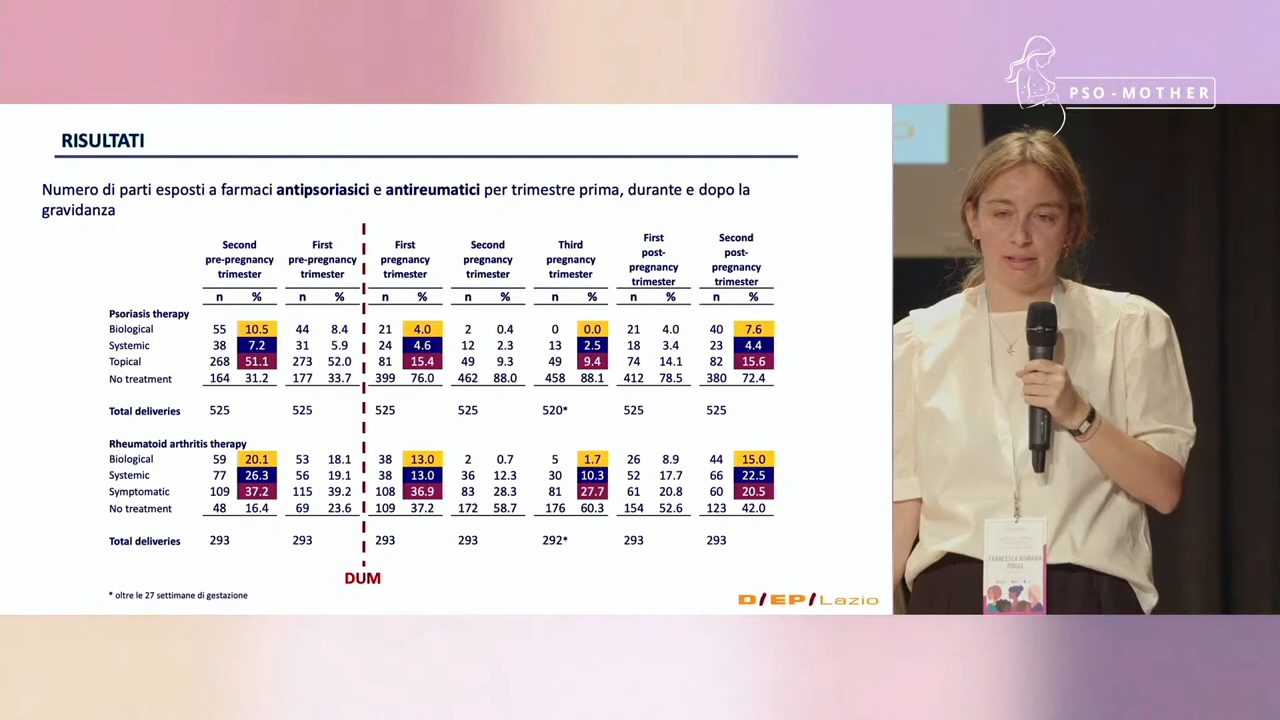 PSO-MOTHER
RISULTATI
Numero di parti esposti a farmaci antipsoriasici e antireumatici per trimestre prima, durante e dopo la
gravidanza
Second pre-pregnancy trimester
First pre-pregnancy trimester
First pregnancy trimester
Second pregnancy trimester
Third pregnancy trimester
First post-pregnancy trimester
Second post-pregnancy trimester
n % n % n % n % n % n % n %
Psoriasis therapy
Biological 55 10.5 44 8.4 21 4.0 2 0.4 0 0.0 21 4.0 40 7.6
Systemic 38 7.2 31 5.9 24 4.6 12 2.3 13 2.5 18 3.4 23 4.4
Topical 268 51.1 273 52.0 81 15.4 49 9.3 49 9.4 74 14.1 82 15.6
No treatment 164 31.2 177 33.7 399 76.0 462 88.0 458 88.1 412 78.5 380 72.4
Total deliveries 525 525 525 525 520* 525 525
Rheumatoid arthritis therapy
Biological 59 20.1 53 18.1 38 13.0 2 0.7 5 1.7 26 8.9 44 15.0
Systemic 77 26.3 56 19.1 38 13.0 36 12.3 30 10.3 52 17.7 66 22.5
Symptomatic 109 37.2 115 39.2 108 36.9 83 28.3 81 27.7 61 20.8 60 20.5
No treatment 48 16.4 69 23.6 109 37.2 172 58.7 176 60.3 154 52.6 123 42.0
Total deliveries 293 293 293 293 292* 293 293
DUM
* oltre le 27 settimane di gestazione
D/EP/Lazio
FRANCESCA ROMANA
POGGI